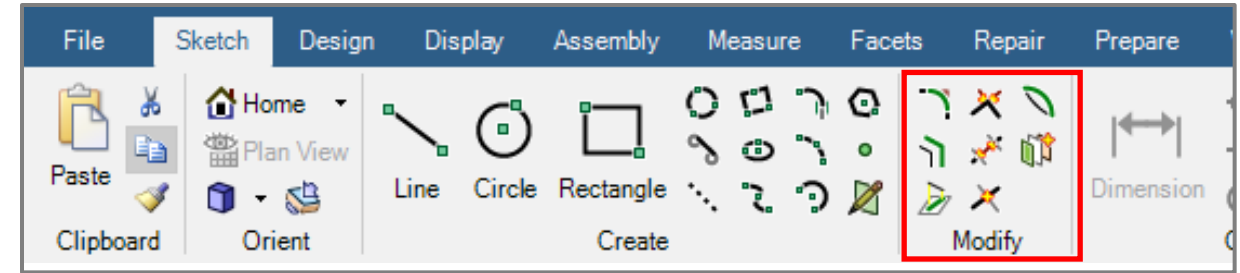 File Sketch Design Display Assembly Measure Facets Repair Prepare
Home
Plan View
Paste Line Circle Rectangle Dimension
Clipboard Orient Create Modify